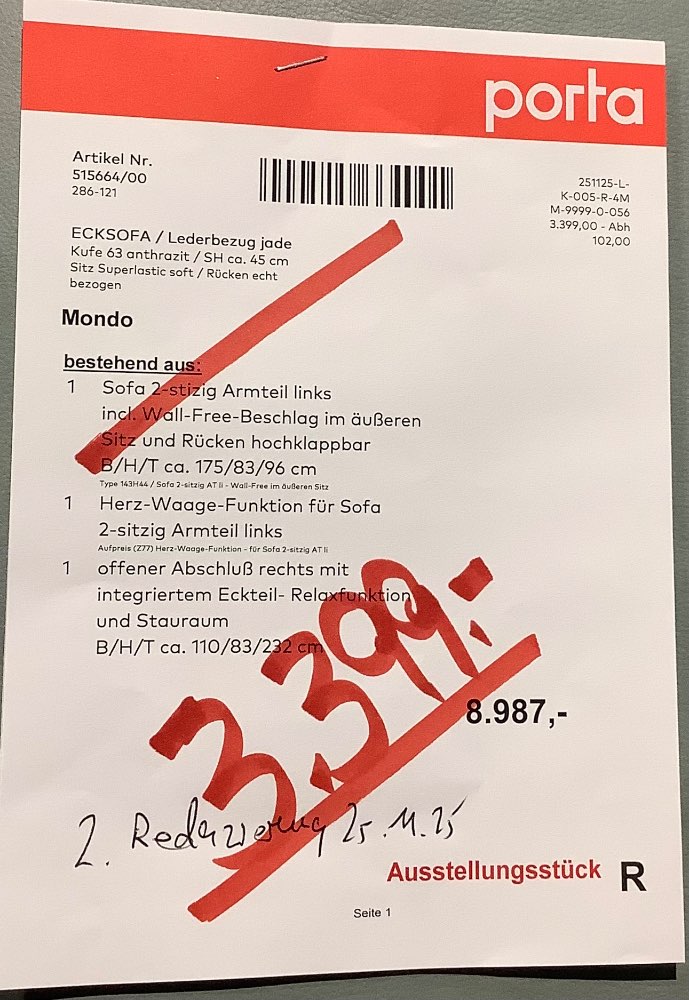 porta
Artikel Nr.
515664/00
286-121
251125-L-
K-005-R-4M
M-9999-0-056
3.399,00 - Abh
102,00
ECKSOFA / Lederbezug jade
Kufe 63 anthrazit / SH ca. 45 cm
Sitz Superlastic soft / Rücken echt
bezogen
Mondo
bestehend aus:
1 Sofa 2-stizig Armteil links
incl. Wall-Free-Beschlag im äußeren
Sitz und Rücken hochklappbar
B/H/T ca. 175/83/96 cm
Type 143H44 / Sofa 2-sitzig AT li - Wall-Free im äußeren Sitz
1 Herz-Waage-Funktion für Sofa
2-sitzig Armteil links
Aufpreis (Z77) Herz-Waage-Funktion - für Sofa 2-sitzig AT li
1 offener Abschluß rechts mit
integriertem Eckteil- Relaxfunktion
und Stauraum
B/H/T ca. 110/83/232 cm
3.399.-
8.987,-
2. Reduzierung 25.11.25
Ausstellungsstück R
Seite 1